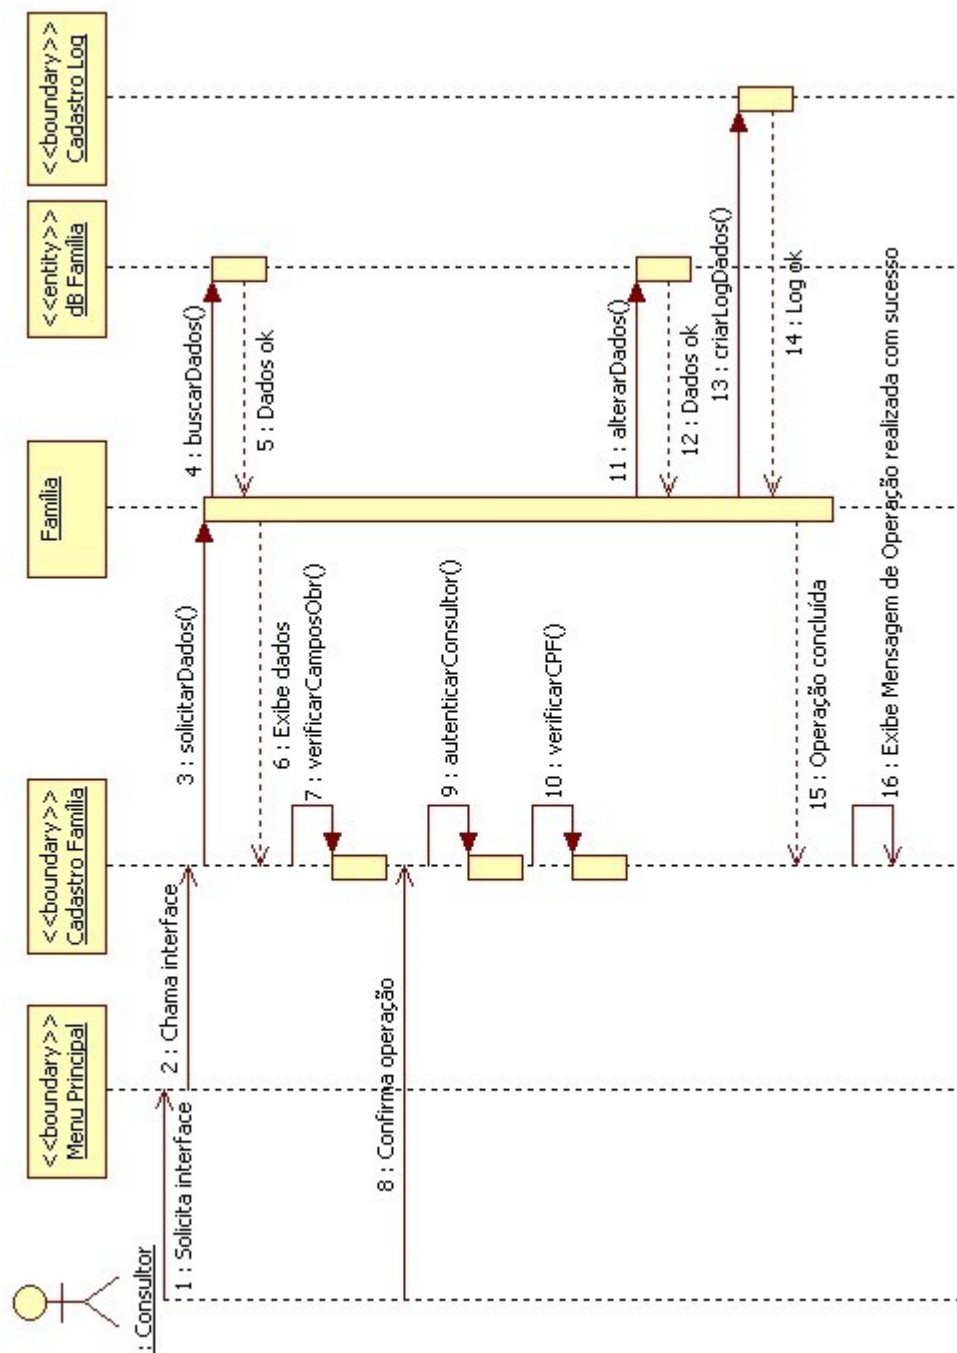 : Consultor
<<boundary>>
Menu Principal
<<boundary>>
Cadastro Família
Família
<<entity>>
dB Família
<<boundary>>
Cadastro Log
1 : Solicita interface
2 : Chama interface
3 : solicitarDados()
4 : buscarDados()
5 : Dados ok
6 : Exibe dados
7 : verificarCamposObr()
8 : Confirma operação
9 : autenticarConsultor()
10 : verificarCPF()
11 : alterarDados()
12 : Dados ok
13 : criarLogDados()
14 : Log ok
15 : Operação concluída
16 : Exibe Mensagem de Operação realizada com sucesso